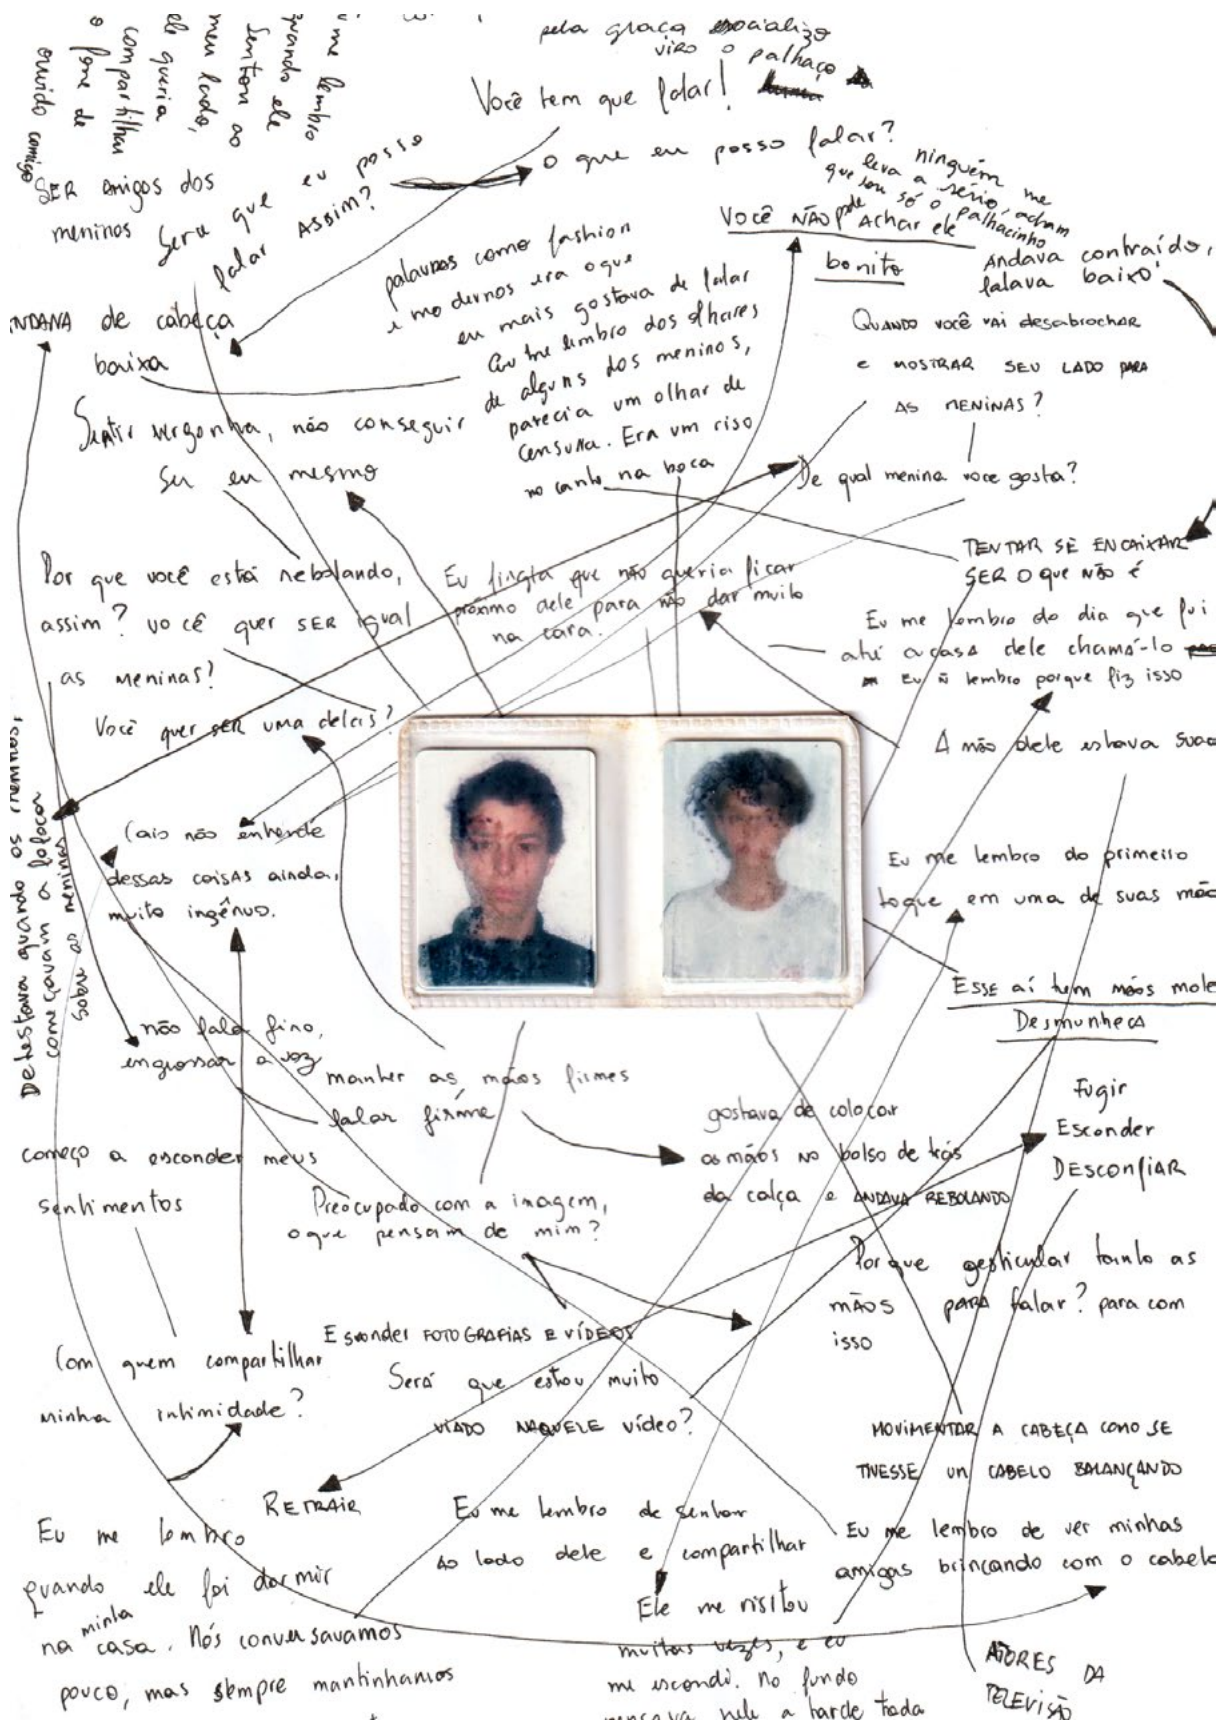 me lembro
quando ele
sentou ao
meu lado,
ele queria
compartilhar
o fone de
ouvido comigo
pela graça socializo
viro o palhaço
Você tem que falar!
o que eu posso falar?
ninguém me
leva a sério, acham
que sou só o palhacinho
SER amigos dos
meninos
Será que eu posso
falar ASSIM?
Você NÃO pode Achar ele
bonito
Andava contraído,
falava baixo
palavras como fashion
e modernos era o que
eu mais gostava de falar
Eu me lembro dos olhares
de alguns dos meninos,
parecia um olhar de
censura. Era um riso
no canto na boca
NDAVA de cabeça
baixa
QUANDO você vai desabrochar
e MOSTRAR SEU LADO PARA
AS MENINAS?
Sentir vergonha, não conseguir
ser eu mesmo
De qual menina voce gosta?
TENTAR SE ENCAIXAR
SER O QUE NÃO É
Por que você está rebolando,
assim? você quer SER igual
as meninas?
Eu fingia que não queria ficar
próximo dele para não dar muito
na cara.
Eu me lembro do dia que fui
até a casa dele chamá-lo
Eu ñ lembro porque fiz isso
Você quer SER uma delas?
A mão dele estava sua
Detestava quando os meninos,
começavam a fofocar
sobre as meninas
Caio não entende
dessas coisas ainda,
muito ingênuo.
Eu me lembro do primeiro
toque em uma de suas mão
Esse aí tem mãos mole
Desmunheca
não fala fino,
engrossar a voz
manter as mãos firmes
falar firme
gostava de colocar
as mãos no bolso de trás
da calça e ANDAVA REBOLANDO
Fugir
Esconder
DESCONFIAR
começo a esconder meus
sentimentos
Preocupado com a imagem,
o que pensam de mim?
Por que gesticular tanto as
mãos PARA falar? para com
isso
Esconder FOTOGRAFIAS E VÍDEOS
Com quem compartilhar
minha intimidade?
Será que estou muito
VIADO NAQUELE vídeo?
MOVIMENTAR A CABEÇA COMO SE
TIVESSE UM CABELO BALANÇANDO
RETRAIR
Eu me lembro
quando ele foi dormir
na minha casa. Nós conversavamos
pouco, mas sempre mantinhamos
Eu me lembro de sentar
ao lado dele e compartilhar
Eu me lembro de ver minhas
amigas brincando com o cabelo
Ele me visitou
muitas vezes, e eu
me escondi. No fundo
pensava nele a tarde toda
ATORES DA
TELEVISÃO